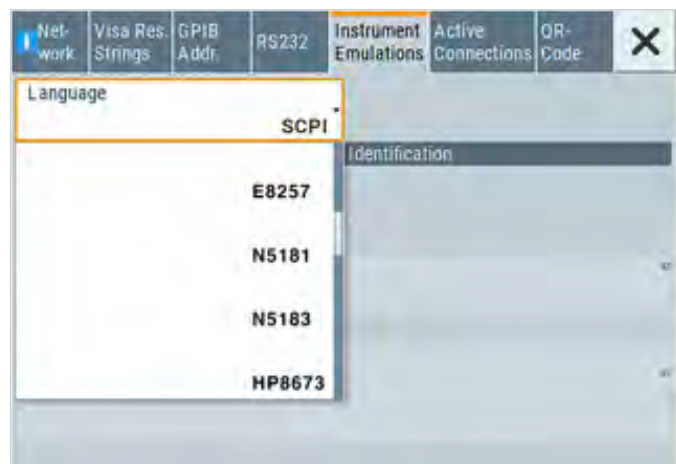 Net-
work
Visa Res.
Strings
GPIB
Addr.
RS232
Instrument
Emulations
Active
Connections
QR-
Code
Language
SCPI
Identification
E8257
N5181
N5183
HP8673